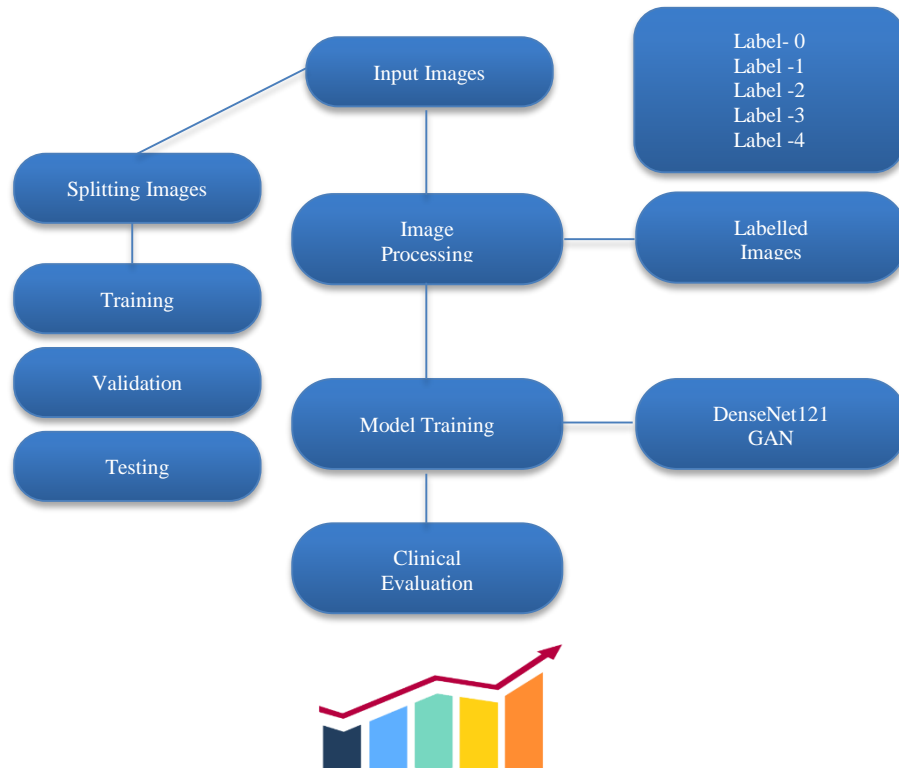 Input Images
Label- 0
Label -1
Label -2
Label -3
Label -4
Splitting Images
Image
Processing
Labelled
Images
Training
Validation
Testing
Model Training
DenseNet121
GAN
Clinical
Evaluation